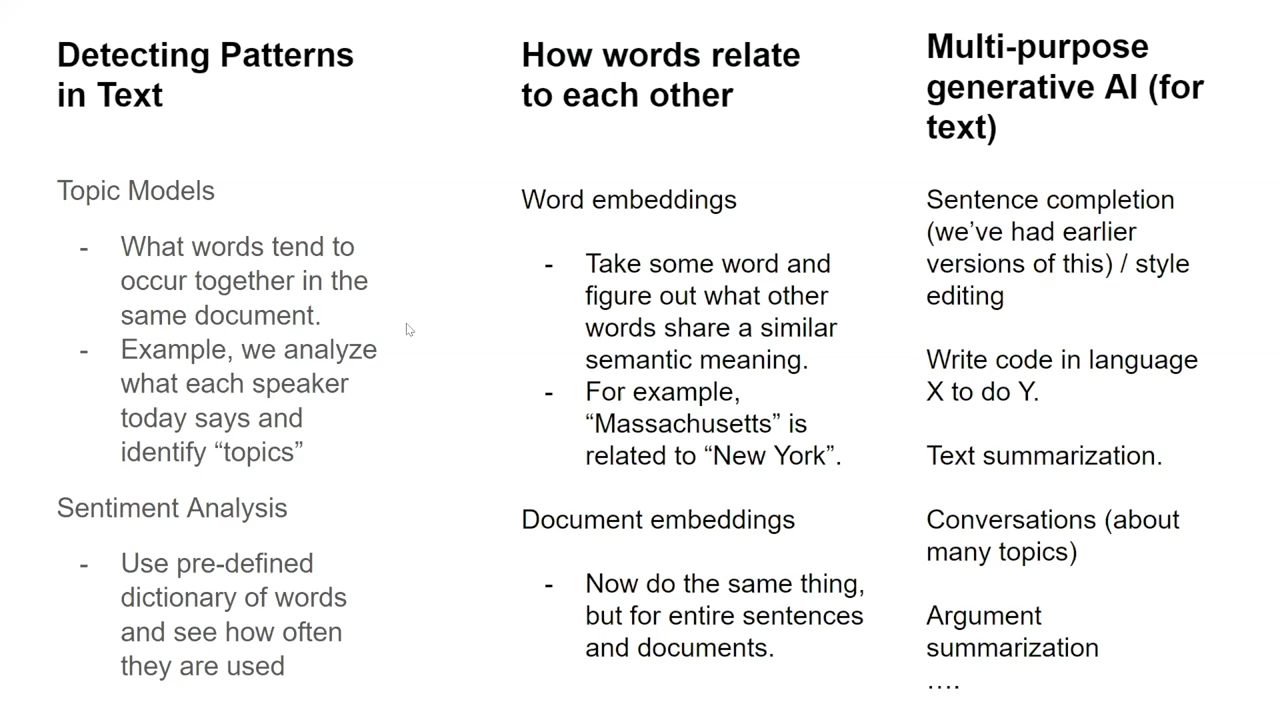 Detecting Patterns
in Text
Topic Models
- What words tend to
occur together in the
same document.
- Example, we analyze
what each speaker
today says and
identify “topics”
Sentiment Analysis
- Use pre-defined
dictionary of words
and see how often
they are used
How words relate
to each other
Word embeddings
- Take some word and
figure out what other
words share a similar
semantic meaning.
- For example,
“Massachusetts” is
related to “New York”.
Document embeddings
- Now do the same thing,
but for entire sentences
and documents.
Multi-purpose
generative AI (for
text)
Sentence completion
(we’ve had earlier
versions of this) / style
editing
Write code in language
X to do Y.
Text summarization.
Conversations (about
many topics)
Argument
summarization
….